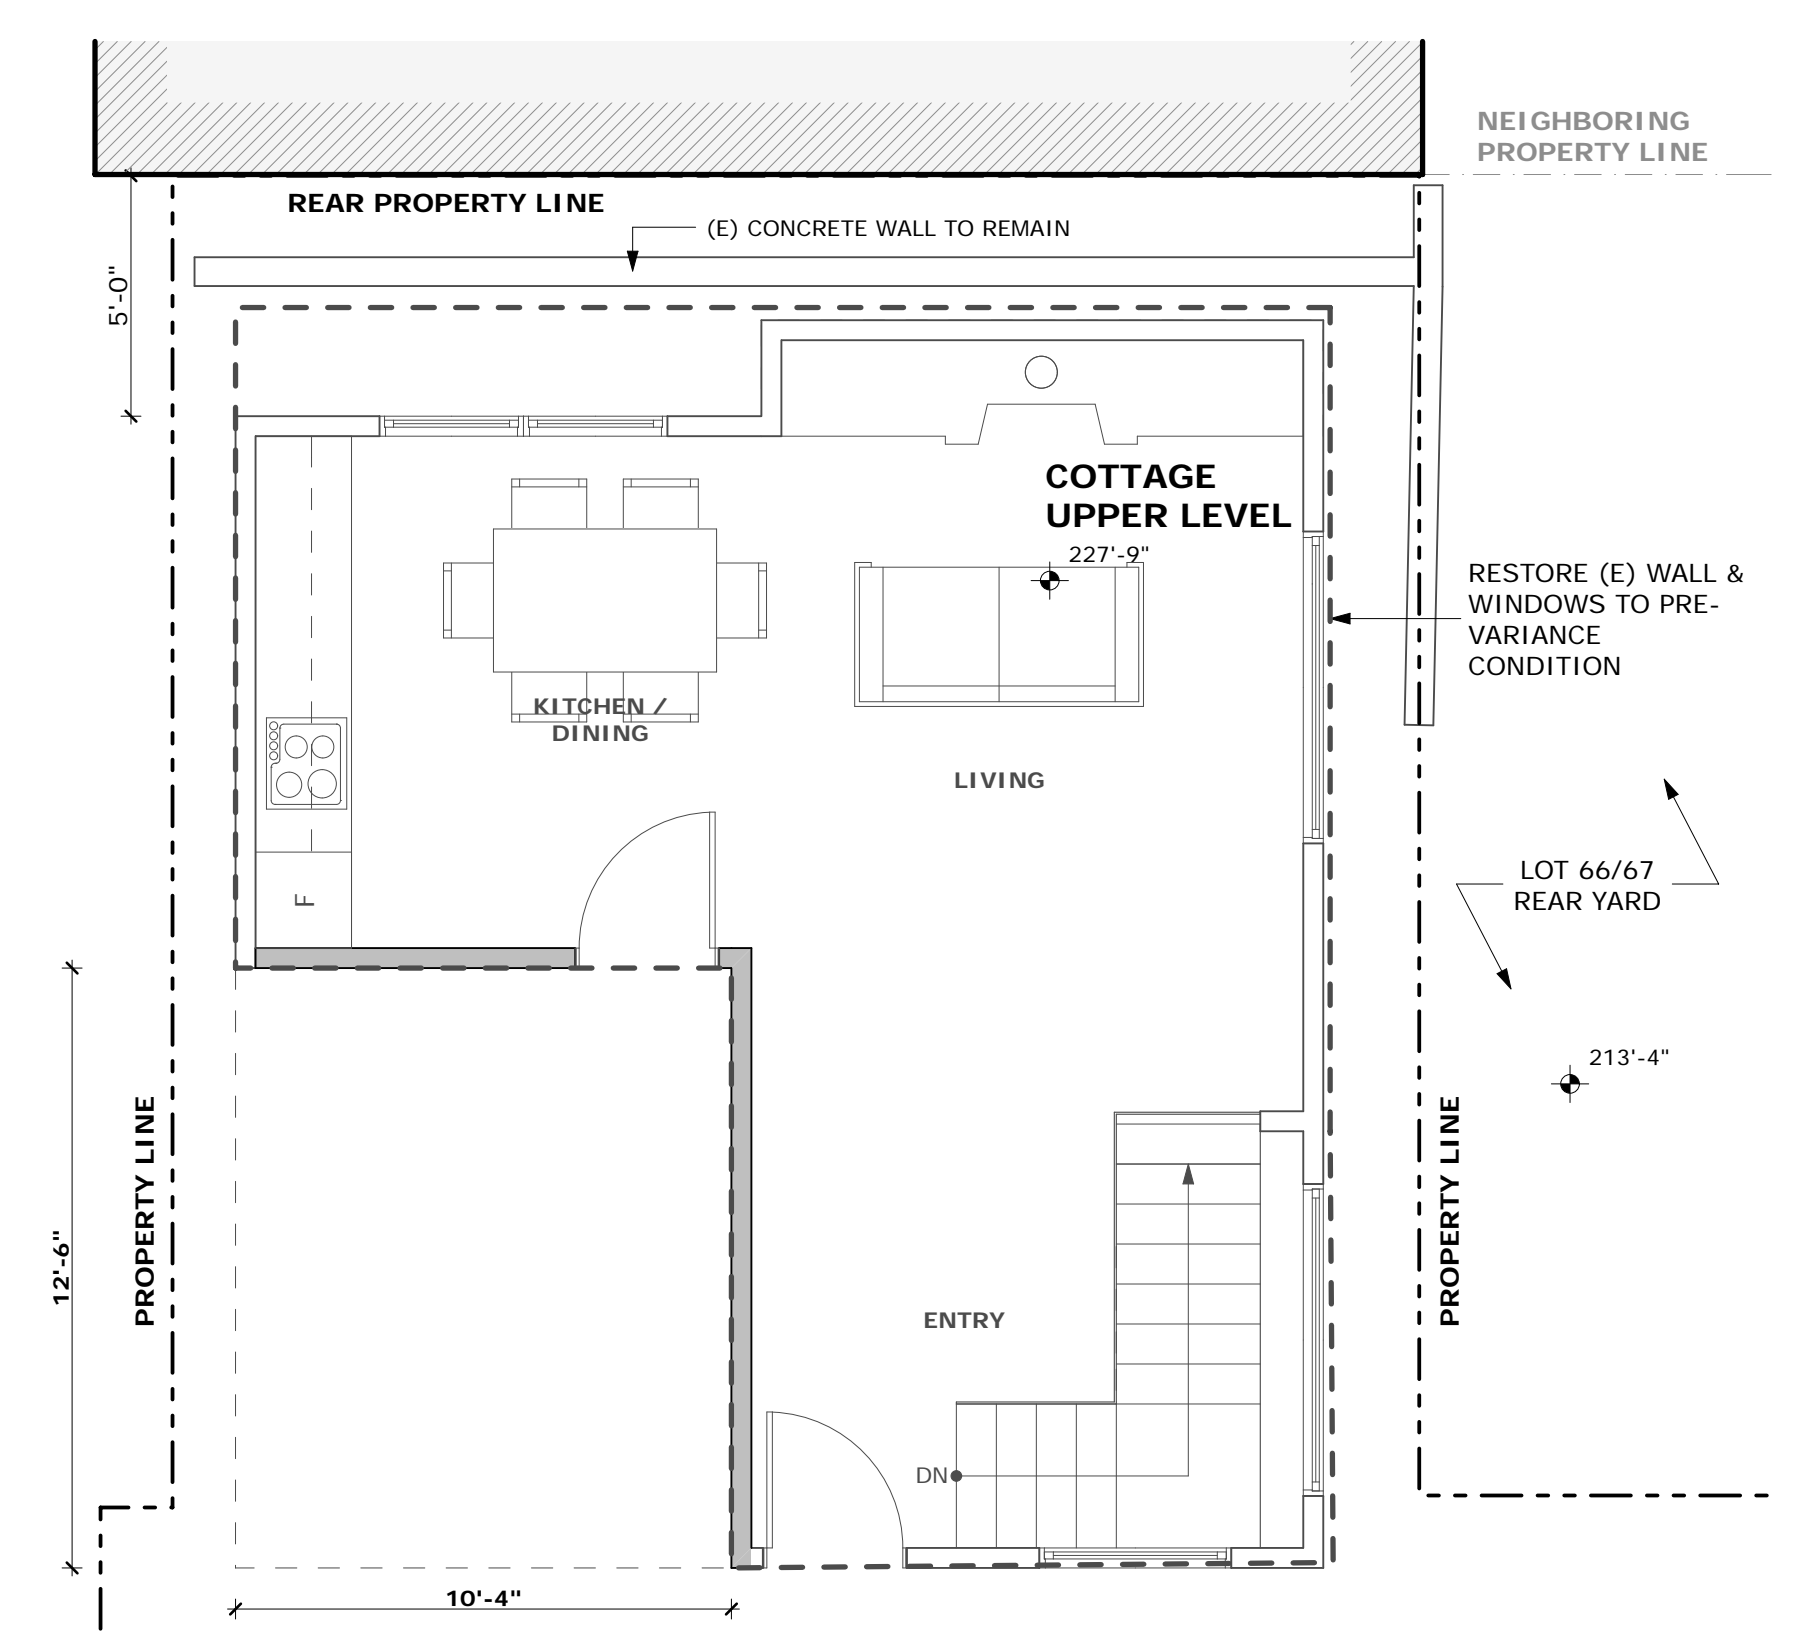 NEIGHBORING
PROPERTY LINE
REAR PROPERTY LINE
(E) CONCRETE WALL TO REMAIN
5'-0"
COTTAGE
UPPER LEVEL
227'-9"
RESTORE (E) WALL &
WINDOWS TO PRE-
VARIANCE
CONDITION
KITCHEN /
DINING
LIVING
LOT 66/67
REAR YARD
F
213'-4"
PROPERTY LINE
PROPERTY LINE
12'-6"
ENTRY
DN
10'-4"